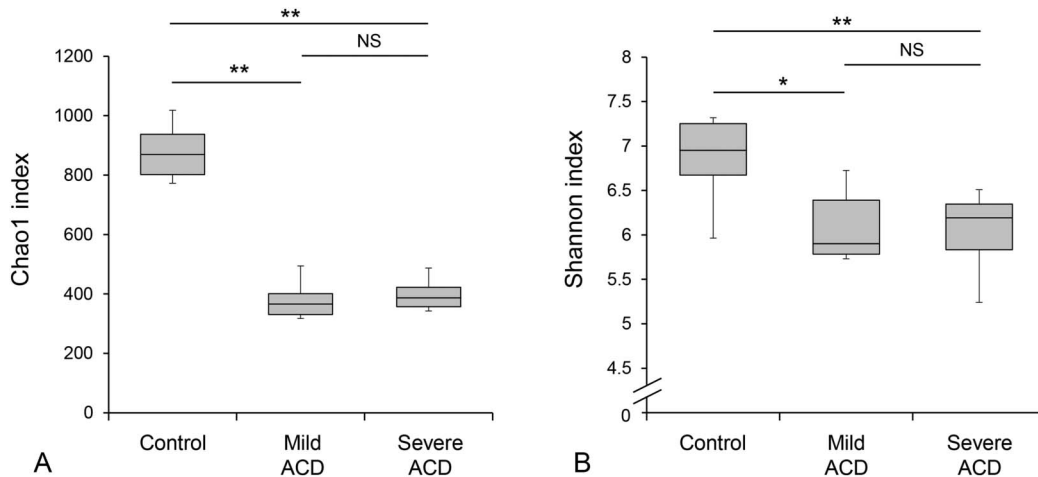 **
NS
**
1200
1000
800
600
400
200
0
Chao1 index
Control
Mild
ACD
Severe
ACD
A
**
NS
*
8
7.5
7
6.5
6
5.5
5
4.5
0
Shannon index
Control
Mild
ACD
Severe
ACD
B